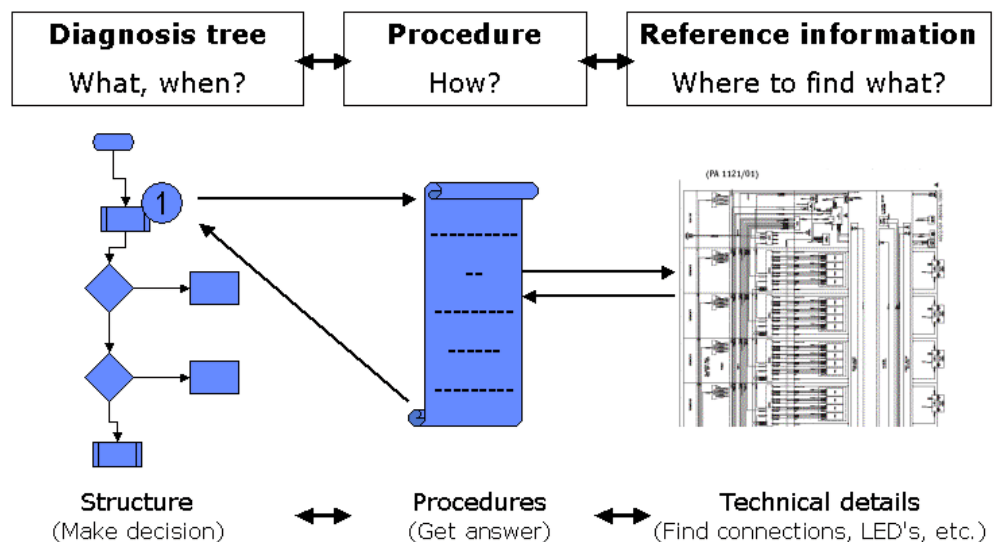 Diagnosis tree
What, when?
Procedure
How?
Reference information
Where to find what?
1
(PA 1121/01)
Structure
(Make decision)
Procedures
(Get answer)
Technical details
(Find connections, LED's, etc.)